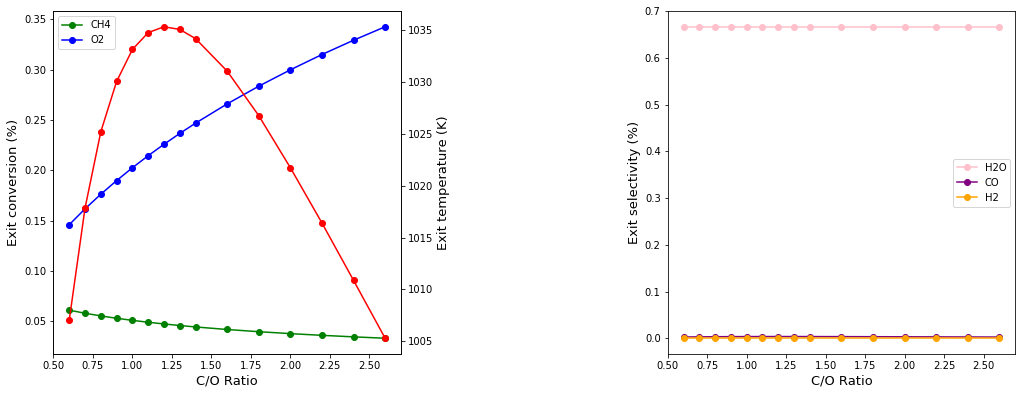 CH4
O2
0.35
0.30
0.25
0.20
0.15
0.10
0.05
Exit conversion (%)
0.50 0.75 1.00 1.25 1.50 1.75 2.00 2.25 2.50
C/O Ratio
1035
1030
1025
1020
1015
1010
1005
Exit temperature (K)
0.7
0.6
0.5
0.4
0.3
0.2
0.1
0.0
Exit selectivity (%)
0.50 0.75 1.00 1.25 1.50 1.75 2.00 2.25 2.50
C/O Ratio
H2O
CO
H2